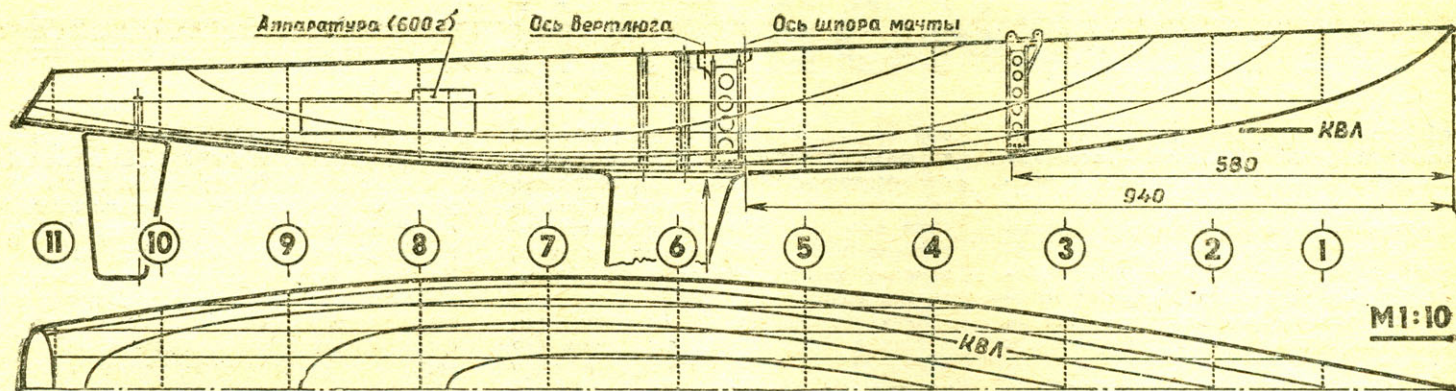 Аппаратура (600г)
Ось вертлюга
Ось шпора мачты
КВЛ
580
940
11 10 9 8 7 6 5 4 3 2 1
М1:10
КВЛ